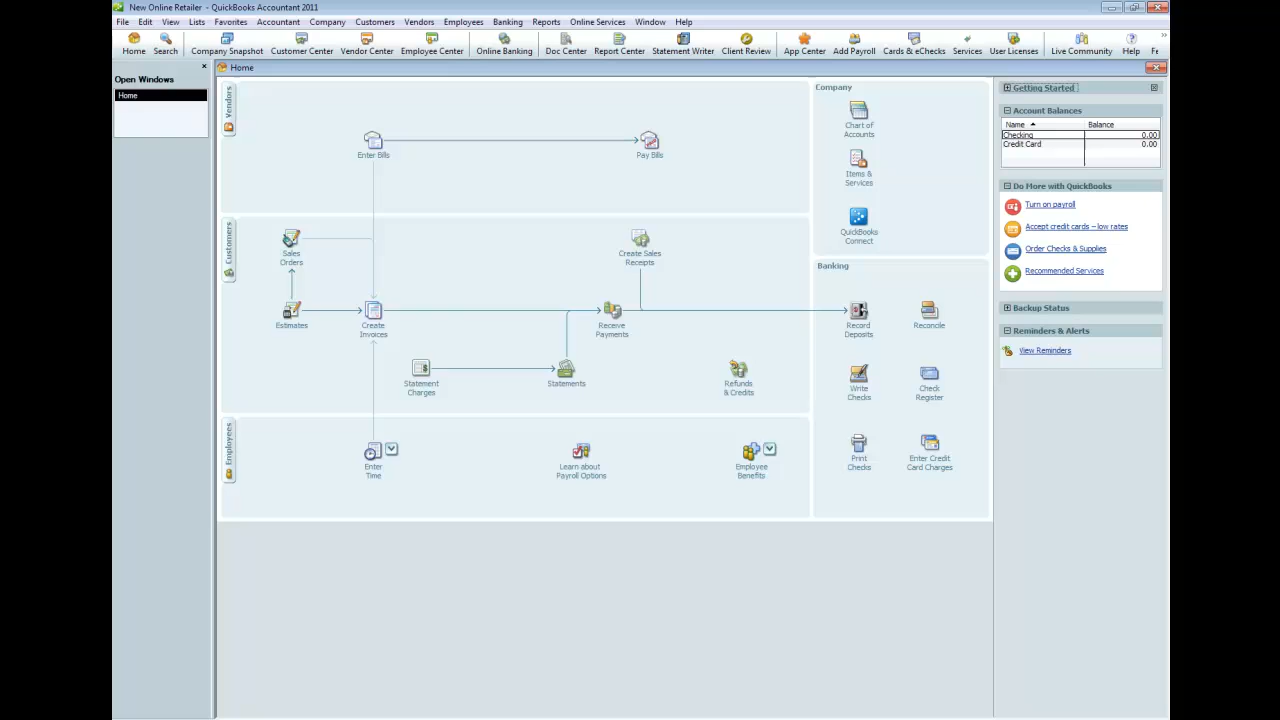 New Online Retailer - QuickBooks Accountant 2011
File Edit View Lists Favorites Accountant Company Customers Vendors Employees Banking Reports Online Services Window Help
Home Search Company Snapshot Customer Center Vendor Center Employee Center Online Banking Doc Center Report Center Statement Writer Client Review App Center Add Payroll Cards & eChecks Services User Licenses Live Community Help Fe
Open Windows
Home
Home
Vendors
Enter Bills
Pay Bills
Customers
Sales
Orders
Create Sales
Receipts
Estimates
Create
Invoices
Receive
Payments
Statement
Charges
Statements
Refunds
& Credits
Employees
Enter
Time
Learn about
Payroll Options
Employee
Benefits
Company
Chart of
Accounts
Items &
Services
QuickBooks
Connect
Banking
Record
Deposits
Reconcile
Write
Checks
Check
Register
Print
Checks
Enter Credit
Card Charges
Getting Started
Account Balances
Name Balance
Checking 0.00
Credit Card 0.00
Do More with QuickBooks
Turn on payroll
Accept credit cards – low rates
Order Checks & Supplies
Recommended Services
Backup Status
Reminders & Alerts
View Reminders